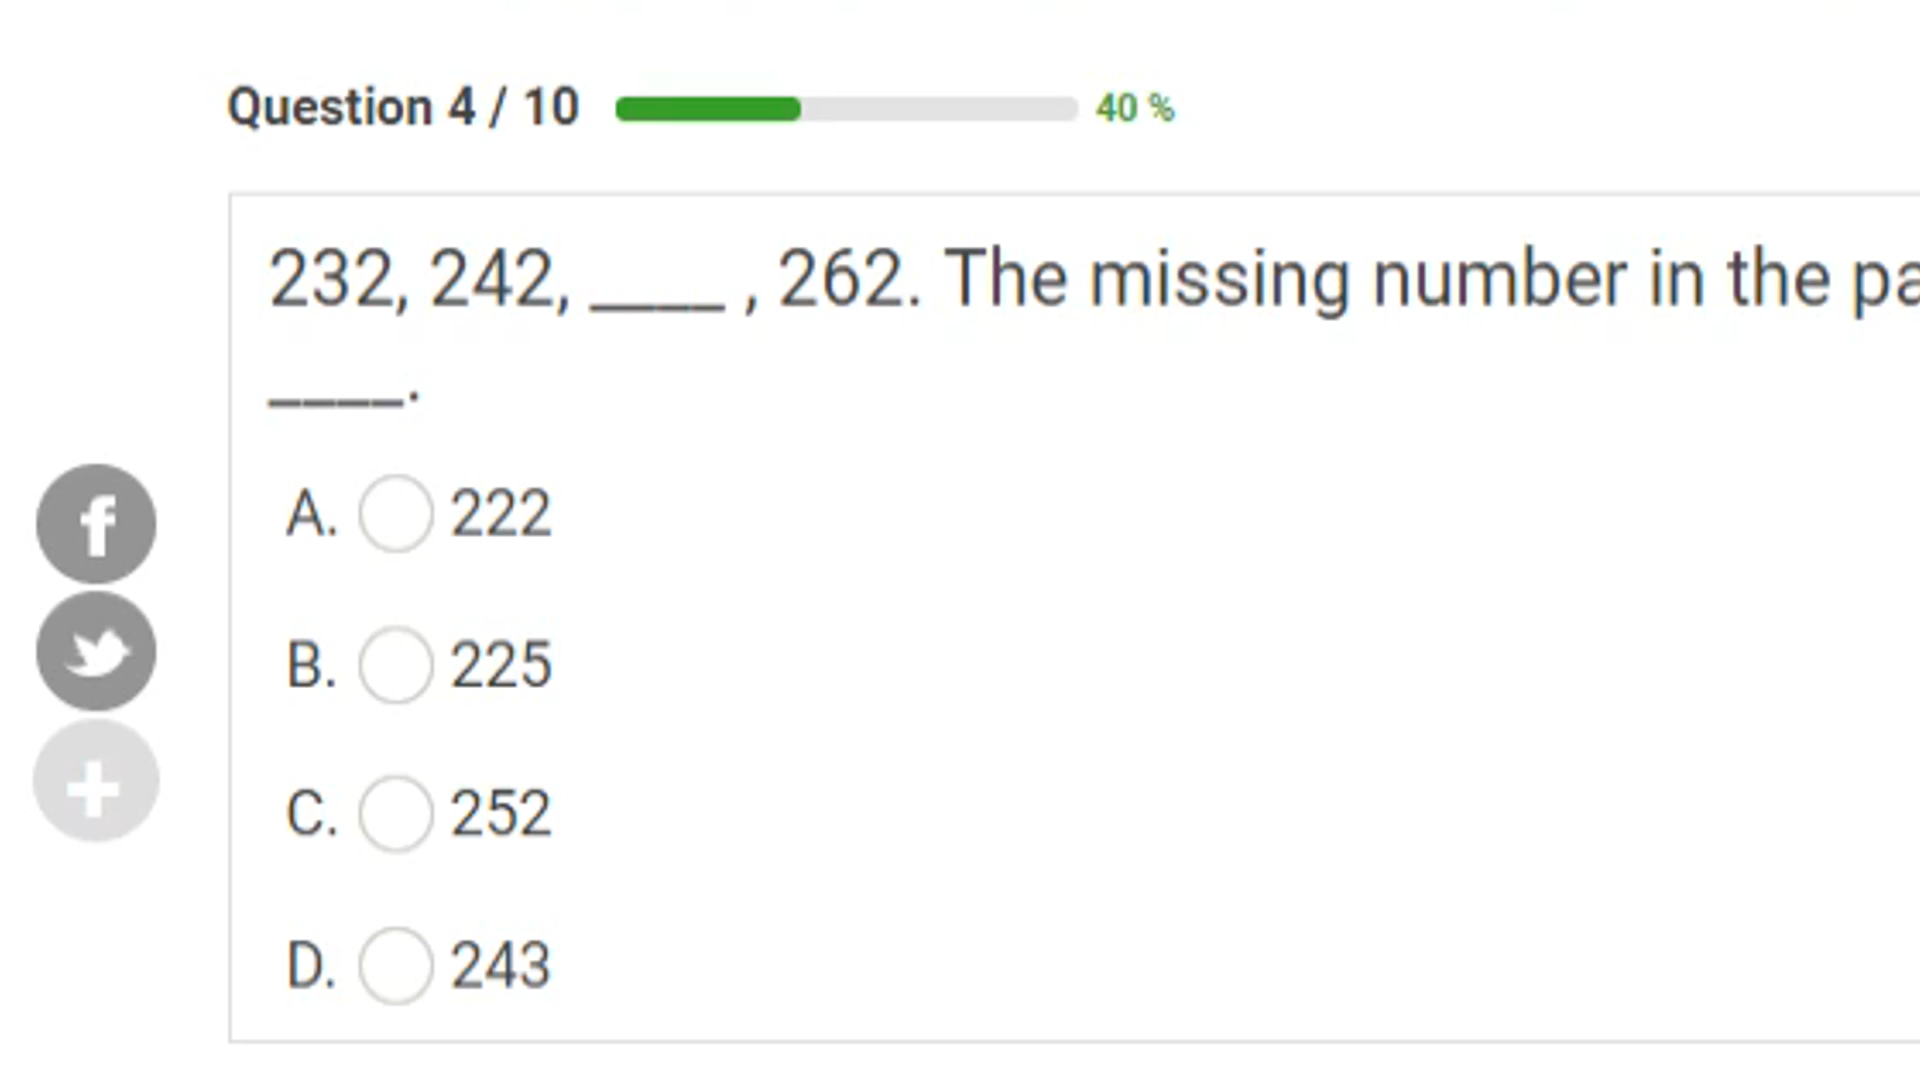 Question 4 / 10 40 %
232, 242, ____ , 262. The missing number in the
____.
A. 222
B. 225
C. 252
D. 243